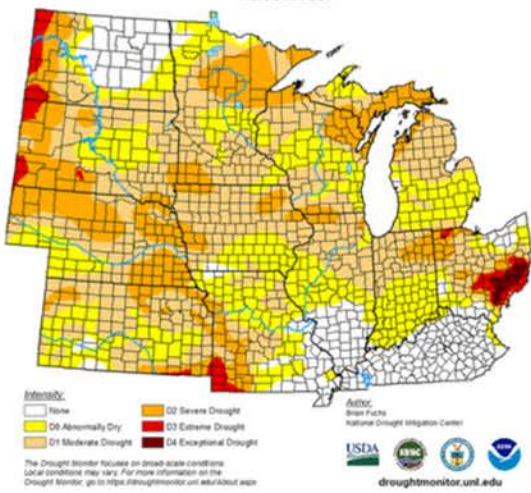 Intensity:
None
D0 Abnormally Dry
D1 Moderate Drought
D2 Severe Drought
D3 Extreme Drought
D4 Exceptional Drought
The Drought Monitor focuses on broad-scale conditions.
Local conditions may vary. For more information on the
Drought Monitor, go to https://droughtmonitor.unl.edu/About.aspx
Author:
Brian Fuchs
National Drought Mitigation Center
USDA
NDMC
NOAA
droughtmonitor.unl.edu